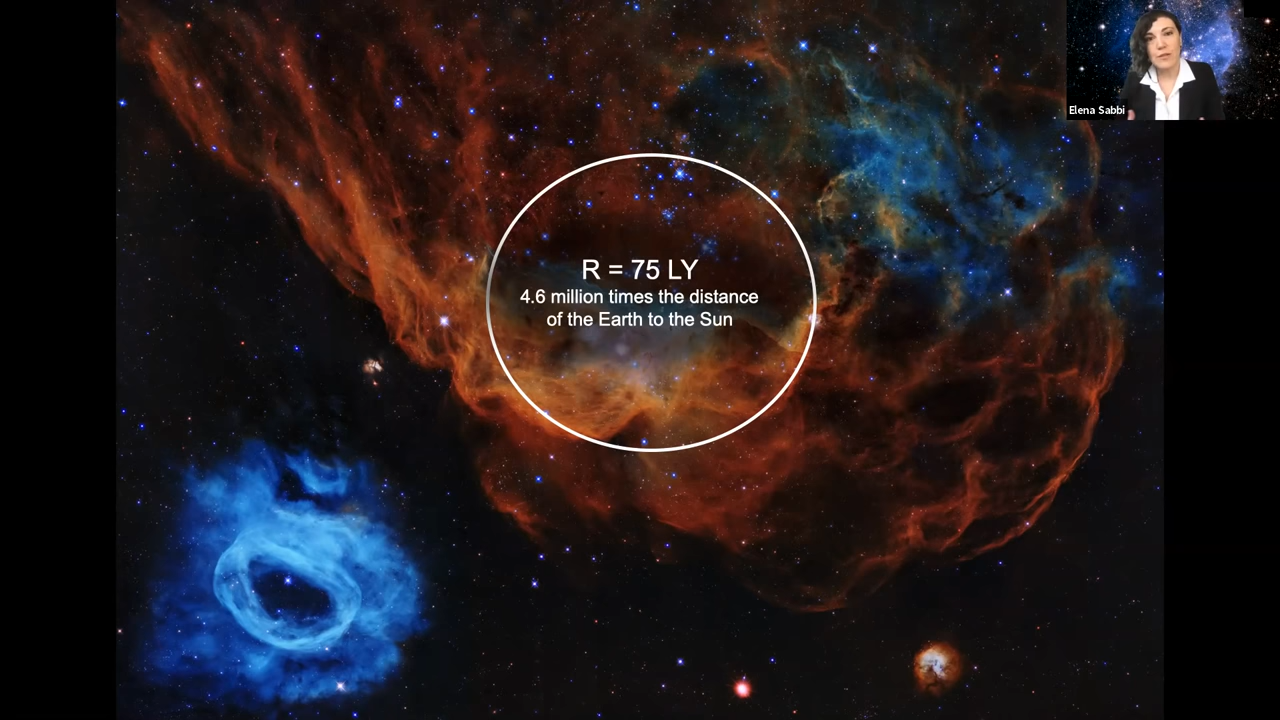 Elena Sabbi
R = 75 LY
4.6 million times the distance
of the Earth to the Sun